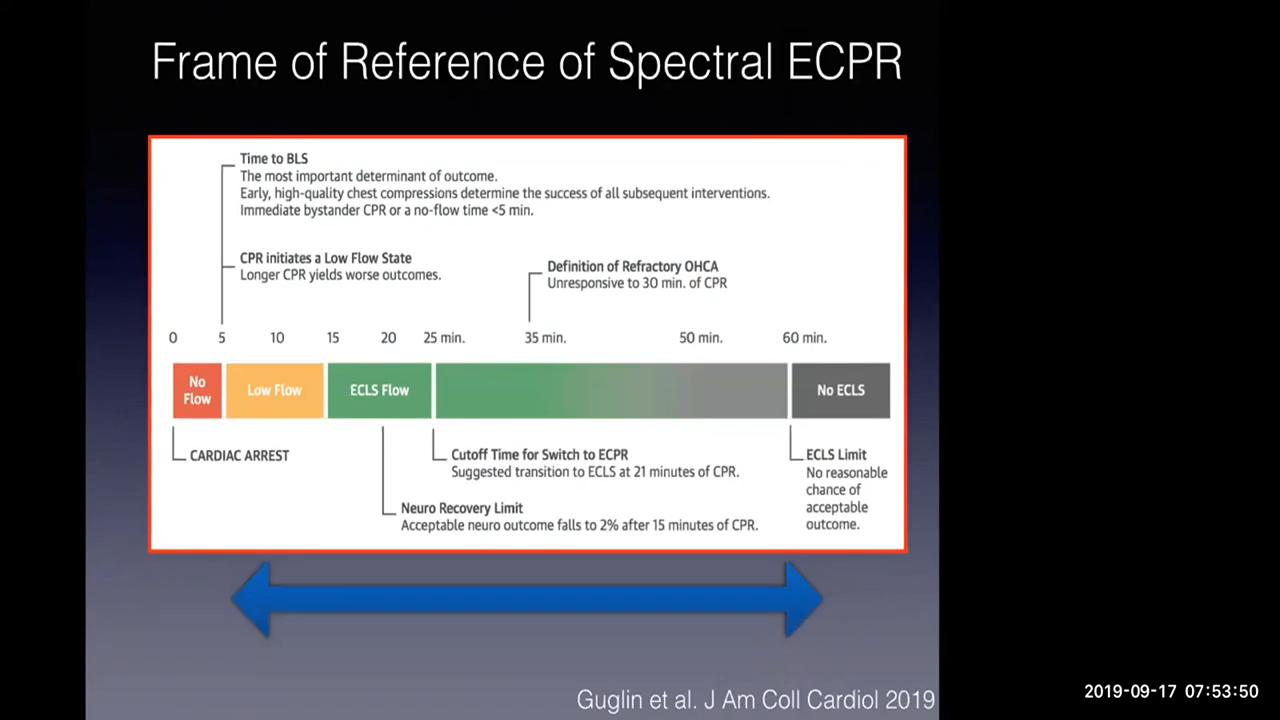 Frame of Reference of Spectral ECPR
Time to BLS
The most important determinant of outcome.
Early, high-quality chest compressions determine the success of all subsequent interventions.
Immediate bystander CPR or a no-flow time <5 min.
CPR initiates a Low Flow State
Longer CPR yields worse outcomes.
Definition of Refractory OHCA
Unresponsive to 30 min. of CPR
0 5 10 15 20 25 min. 35 min. 50 min. 60 min.
No
Flow
Low Flow
ECLS Flow
No ECLS
CARDIAC ARREST
Cutoff Time for Switch to ECPR
Suggested transition to ECLS at 21 minutes of CPR.
Neuro Recovery Limit
Acceptable neuro outcome falls to 2% after 15 minutes of CPR.
ECLS Limit
No reasonable
chance of
acceptable
outcome.
Guglin et al. J Am Coll Cardiol 2019
2019-09-17 07:53:50